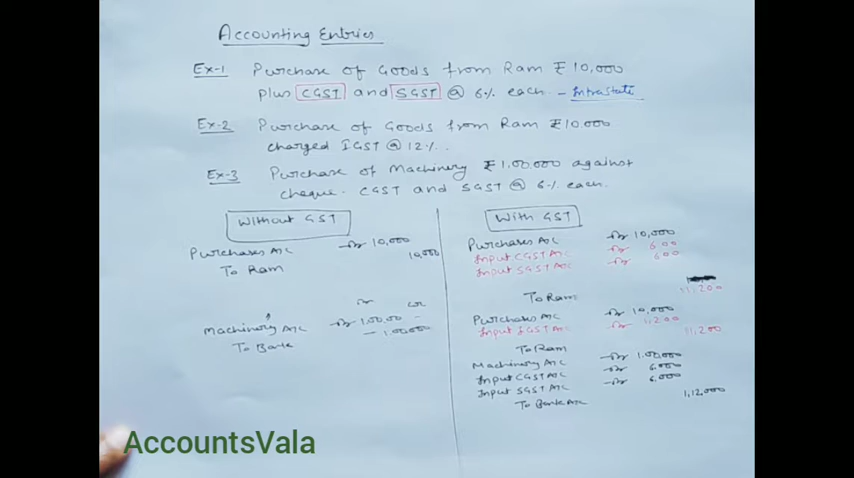 Accounting Entries
Ex-1 Purchase of Goods from Ram ₹10,000
plus CGST and SGST @ 6% each - Intrastate
Ex-2 Purchase of Goods from Ram ₹10.000
charged IGST @ 12%..
Ex-3 Purchase of Machinery ₹1,00.000 against
cheque. CGST and SGST @ 6% each.
Without GST
Purchases A/c Dr 10,000
To Ram 10,000
Dr Cr
Machinery A/c Dr 1,00,00 -
To Bank - 1,00,000
With GST
Purchases A/c Dr 10,000
Input CGST A/c Dr 600
Input SGST A/c Dr 600
To Ram 11,200
Purchases A/c Dr 10,000
Input IGST A/c Dr 1,200
To Ram 11,200
Machinery A/c Dr 1,00,000
Input CGST A/c Dr 6.000
Input SGST A/c Dr 6,000
To Bank A/c 1,12,000
AccountsVala